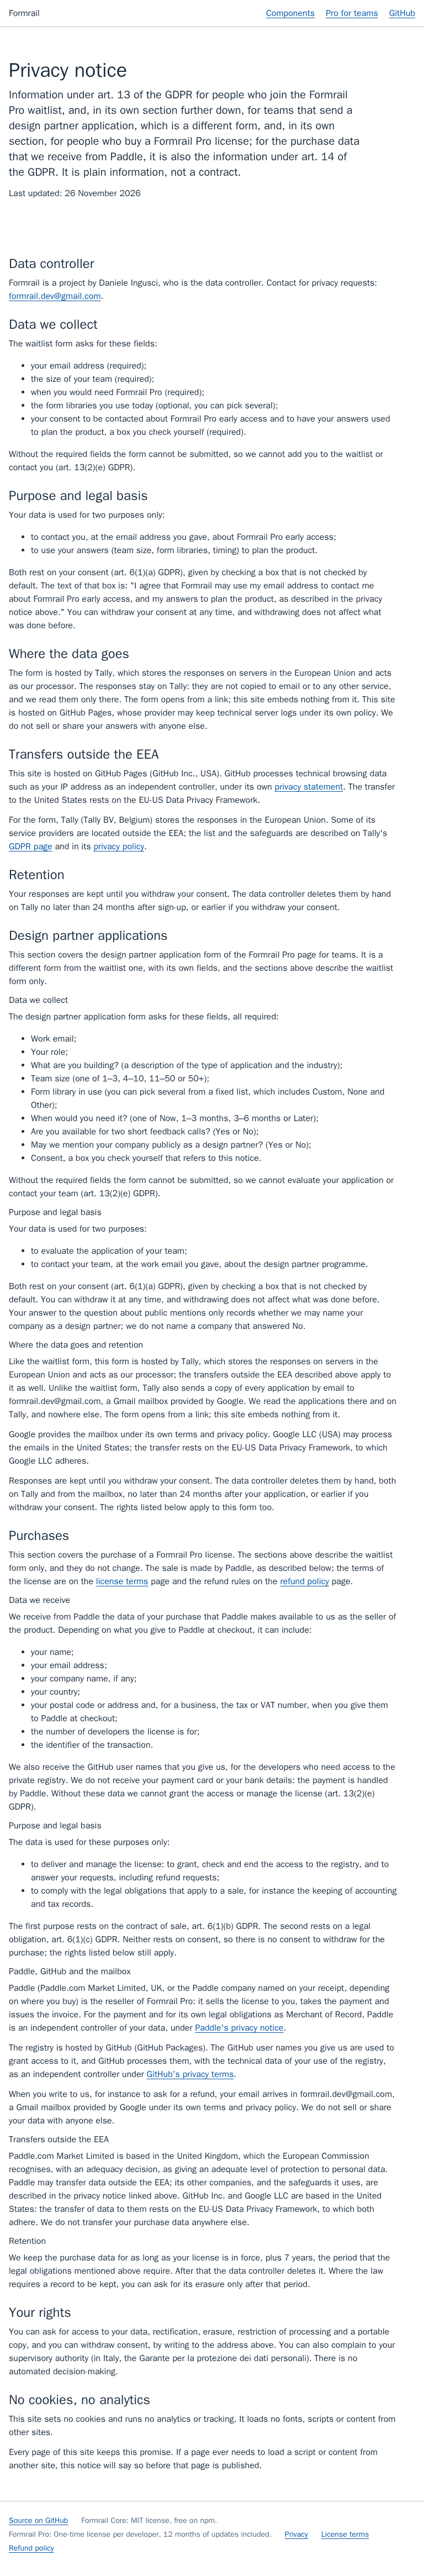 Formrail
Components Pro for teams GitHub
Privacy notice
Information under art. 13 of the GDPR for people who join the Formrail
Pro waitlist, and, in its own section further down, for teams that send a
design partner application, which is a different form, and, in its own
section, for people who buy a Formrail Pro license; for the purchase data
that we receive from Paddle, it is also the information under art. 14 of
the GDPR. It is plain information, not a contract.
Last updated: 26 November 2026
Data controller
Formrail is a project by Daniele Ingusci, who is the data controller. Contact for privacy requests:
formrail.dev@gmail.com.
Data we collect
The waitlist form asks for these fields:
• your email address (required);
• the size of your team (required);
• when you would need Formrail Pro (required);
• the form libraries you use today (optional, you can pick several);
• your consent to be contacted about Formrail Pro early access and to have your answers used
to plan the product, a box you check yourself (required).
Without the required fields the form cannot be submitted, so we cannot add you to the waitlist or
contact you (art. 13(2)(e) GDPR).
Purpose and legal basis
Your data is used for two purposes only:
• to contact you, at the email address you gave, about Formrail Pro early access;
• to use your answers (team size, form libraries, timing) to plan the product.
Both rest on your consent (art. 6(1)(a) GDPR), given by checking a box that is not checked by
default. The text of that box is: "I agree that Formrail may use my email address to contact me
about Formrail Pro early access, and my answers to plan the product, as described in the privacy
notice above." You can withdraw your consent at any time, and withdrawing does not affect what
was done before.
Where the data goes
The form is hosted by Tally, which stores the responses on servers in the European Union and acts
as our processor. The responses stay on Tally: they are not copied to email or to any other service,
and we read them only there. The form opens from a link; this site embeds nothing from it. This site
is hosted on GitHub Pages, whose provider may keep technical server logs under its own policy. We
do not sell or share your answers with anyone else.
Transfers outside the EEA
This site is hosted on GitHub Pages (GitHub Inc., USA). GitHub processes technical browsing data
such as your IP address as an independent controller, under its own privacy statement. The transfer
to the United States rests on the EU-US Data Privacy Framework.
For the form, Tally (Tally BV, Belgium) stores the responses in the European Union. Some of its
service providers are located outside the EEA; the list and the safeguards are described on Tally's
GDPR page and in its privacy policy.
Retention
Your responses are kept until you withdraw your consent. The data controller deletes them by hand
on Tally no later than 24 months after sign-up, or earlier if you withdraw your consent.
Design partner applications
This section covers the design partner application form of the Formrail Pro page for teams. It is a
different form from the waitlist one, with its own fields, and the sections above describe the waitlist
form only.
Data we collect
The design partner application form asks for these fields, all required:
• Work email;
• Your role;
• What are you building? (a description of the type of application and the industry);
• Team size (one of 1–3, 4–10, 11–50 or 50+);
• Form library in use (you can pick several from a fixed list, which includes Custom, None and
Other);
• When would you need it? (one of Now, 1–3 months, 3–6 months or Later);
• Are you available for two short feedback calls? (Yes or No);
• May we mention your company publicly as a design partner? (Yes or No);
• Consent, a box you check yourself that refers to this notice.
Without the required fields the form cannot be submitted, so we cannot evaluate your application or
contact your team (art. 13(2)(e) GDPR).
Purpose and legal basis
Your data is used for two purposes:
• to evaluate the application of your team;
• to contact your team, at the work email you gave, about the design partner programme.
Both rest on your consent (art. 6(1)(a) GDPR), given by checking a box that is not checked by
default. You can withdraw it at any time, and withdrawing does not affect what was done before.
Your answer to the question about public mentions only records whether we may name your
company as a design partner; we do not name a company that answered No.
Where the data goes and retention
Like the waitlist form, this form is hosted by Tally, which stores the responses on servers in the
European Union and acts as our processor; the transfers outside the EEA described above apply to
it as well. Unlike the waitlist form, Tally also sends a copy of every application by email to
formrail.dev@gmail.com, a Gmail mailbox provided by Google. We read the applications there and on
Tally, and nowhere else. The form opens from a link; this site embeds nothing from it.
Google provides the mailbox under its own terms and privacy policy. Google LLC (USA) may process
the emails in the United States; the transfer rests on the EU-US Data Privacy Framework, to which
Google LLC adheres.
Responses are kept until you withdraw your consent. The data controller deletes them by hand, both
on Tally and from the mailbox, no later than 24 months after your application, or earlier if you
withdraw your consent. The rights listed below apply to this form too.
Purchases
This section covers the purchase of a Formrail Pro license. The sections above describe the waitlist
form only, and they do not change. The sale is made by Paddle, as described below; the terms of
the license are on the license terms page and the refund rules on the refund policy page.
Data we receive
We receive from Paddle the data of your purchase that Paddle makes available to us as the seller of
the product. Depending on what you give to Paddle at checkout, it can include:
• your name;
• your email address;
• your company name, if any;
• your country;
• your postal code or address and, for a business, the tax or VAT number, when you give them
to Paddle at checkout;
• the number of developers the license is for;
• the identifier of the transaction.
We also receive the GitHub user names that you give us, for the developers who need access to the
private registry. We do not receive your payment card or your bank details: the payment is handled
by Paddle. Without these data we cannot grant the access or manage the license (art. 13(2)(e)
GDPR).
Purpose and legal basis
The data is used for these purposes only:
• to deliver and manage the license: to grant, check and end the access to the registry, and to
answer your requests, including refund requests;
• to comply with the legal obligations that apply to a sale, for instance the keeping of accounting
and tax records.
The first purpose rests on the contract of sale, art. 6(1)(b) GDPR. The second rests on a legal
obligation, art. 6(1)(c) GDPR. Neither rests on consent, so there is no consent to withdraw for the
purchase; the rights listed below still apply.
Paddle, GitHub and the mailbox
Paddle (Paddle.com Market Limited, UK, or the Paddle company named on your receipt, depending
on where you buy) is the reseller of Formrail Pro: it sells the license to you, takes the payment and
issues the invoice. For the payment and for its own legal obligations as Merchant of Record, Paddle
is an independent controller of your data, under Paddle's privacy notice.
The registry is hosted by GitHub (GitHub Packages). The GitHub user names you give us are used to
grant access to it, and GitHub processes them, with the technical data of your use of the registry,
as an independent controller under GitHub's privacy terms.
When you write to us, for instance to ask for a refund, your email arrives in formrail.dev@gmail.com,
a Gmail mailbox provided by Google under its own terms and privacy policy. We do not sell or share
your data with anyone else.
Transfers outside the EEA
Paddle.com Market Limited is based in the United Kingdom, which the European Commission
recognises, with an adequacy decision, as giving an adequate level of protection to personal data.
Paddle may transfer data outside the EEA; its other companies, and the safeguards it uses, are
described in the privacy notice linked above. GitHub Inc. and Google LLC are based in the United
States: the transfer of data to them rests on the EU-US Data Privacy Framework, to which both
adhere. We do not transfer your purchase data anywhere else.
Retention
We keep the purchase data for as long as your license is in force, plus 7 years, the period that the
legal obligations mentioned above require. After that the data controller deletes it. Where the law
requires a record to be kept, you can ask for its erasure only after that period.
Your rights
You can ask for access to your data, rectification, erasure, restriction of processing and a portable
copy, and you can withdraw consent, by writing to the address above. You can also complain to your
supervisory authority (in Italy, the Garante per la protezione dei dati personali). There is no
automated decision-making.
No cookies, no analytics
This site sets no cookies and runs no analytics or tracking. It loads no fonts, scripts or content from
other sites.
Every page of this site keeps this promise. If a page ever needs to load a script or content from
another site, this notice will say so before that page is published.
Source on GitHub Formrail Core: MIT license, free on npm.
Formrail Pro: One-time license per developer, 12 months of updates included. Privacy License terms
Refund policy